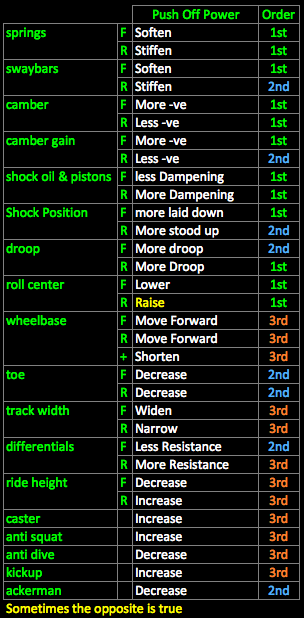 Push Off Power Order
springs F Soften 1st
R Stiffen 1st
swaybars F Soften 1st
R Stiffen 2nd
camber F More -ve 1st
R Less -ve 1st
camber gain F More -ve 1st
R Less -ve 2nd
shock oil & pistons F less Dampening 1st
R More Dampening 1st
Shock Position F more laid down 1st
R More stood up 2nd
droop F More droop 2nd
R More Droop 1st
roll center F Lower 1st
R Raise 1st
wheelbase F Move Forward 3rd
R Move Forward 3rd
+ Shorten 3rd
toe F Decrease 2nd
R Decrease 2nd
track width F Widen 3rd
R Narrow 3rd
differentials F Less Resistance 2nd
R More Resistance 3rd
ride height F Decrease 3rd
R Increase 3rd
caster Increase 3rd
anti squat Increase 3rd
anti dive Decrease 3rd
kickup Increase 3rd
ackerman Decrease 2nd
Sometimes the opposite is true